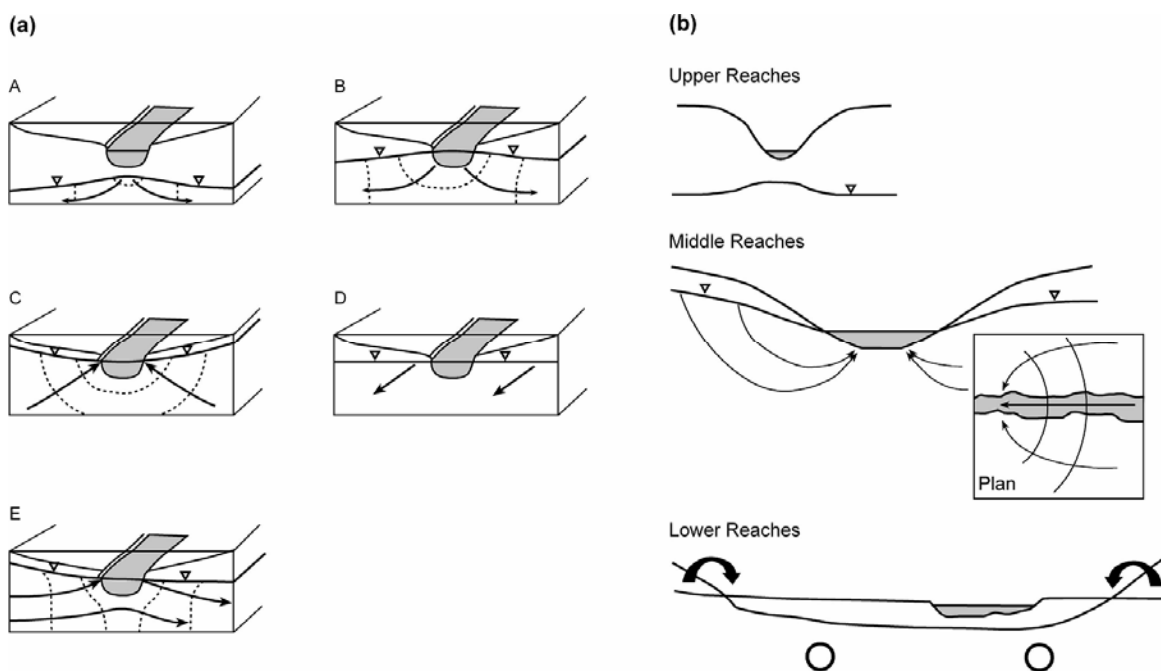 (a)
A
B
C
D
E
(b)
Upper Reaches
Middle Reaches
Plan
Lower Reaches